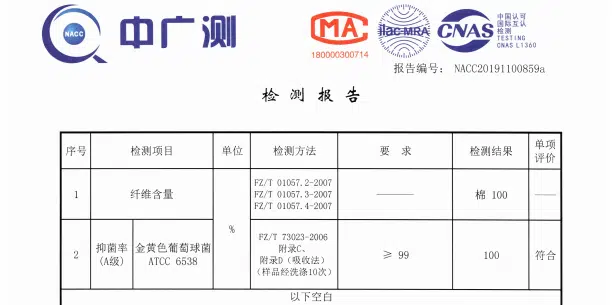 NACC
中广测
MA
180000300714
ilac-MRA
CNAS
中国认可
国际互认
检测
TESTING
CNAS L1360
报告编号： NACC20191100859a
检 测 报 告
序号 检测项目 单位 检测方法 要 求 检测结果 单项评价
1 纤维含量 % FZ/T 01057.2-2007 ——— 棉 100 ——
FZ/T 01057.3-2007
FZ/T 01057.4-2007
2 抑菌率 (A级) 金黄色葡萄球菌 ATCC 6538 FZ/T 73023-2006 ≥ 99 100 符合
附录C、
附录D（吸收法）
（样品经洗涤10次）
以下空白